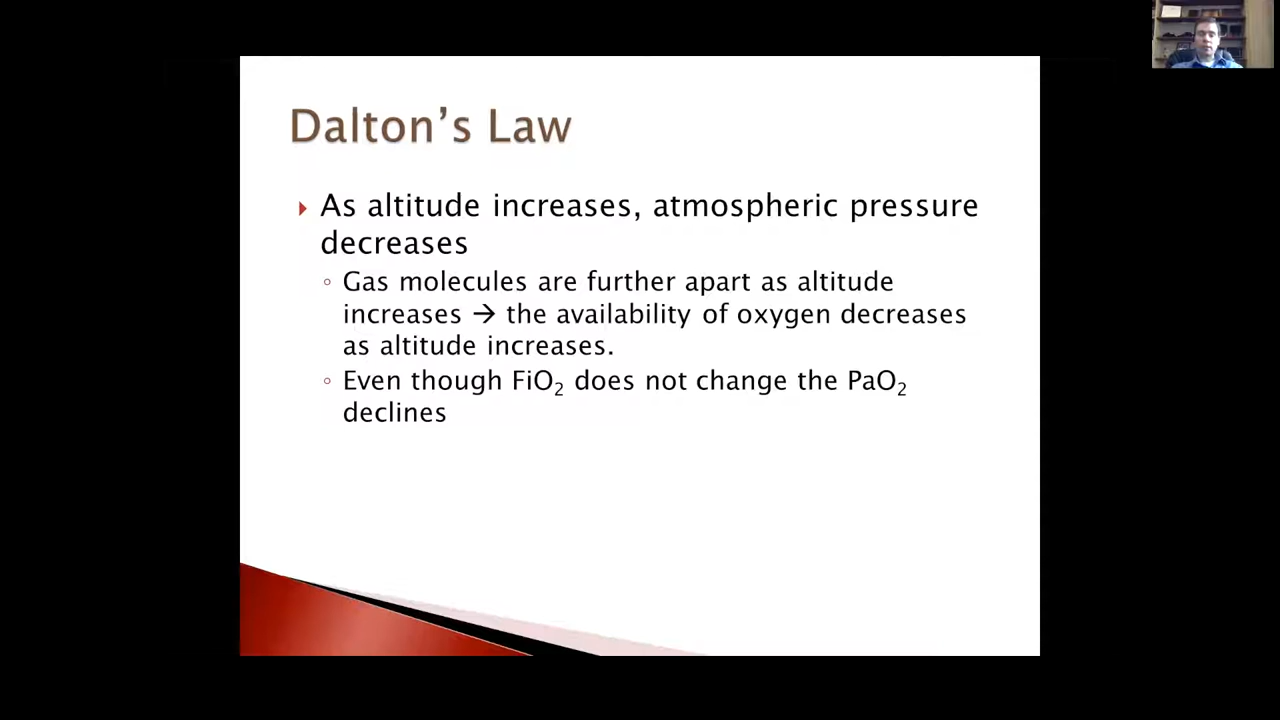 Dalton's Law
As altitude increases, atmospheric pressure
decreases
Gas molecules are further apart as altitude
increases → the availability of oxygen decreases
as altitude increases.
Even though FiO₂ does not change the PaO₂
declines